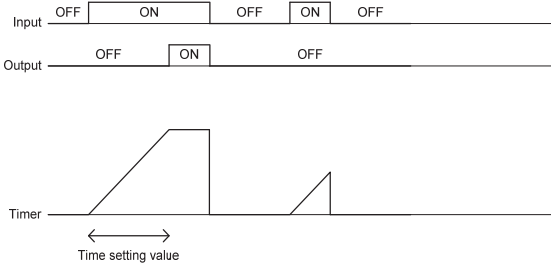 OFF ON OFF ON OFF
Input
OFF ON OFF
Output
Timer
Time setting value